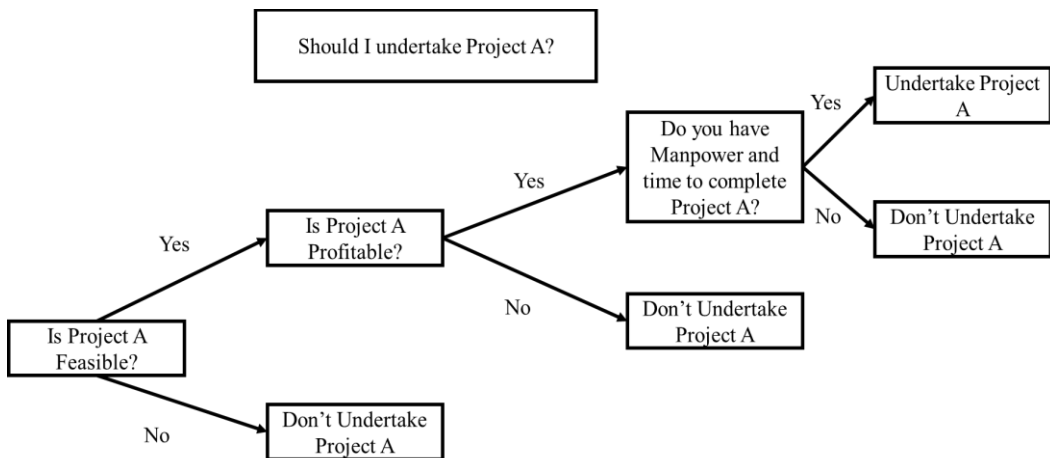 Should I undertake Project A?
Undertake Project
A
Yes
Do you have
Manpower and
time to complete
Project A?
Yes
No
Don’t Undertake
Project A
Is Project A
Profitable?
Yes
No
Don’t Undertake
Project A
Is Project A
Feasible?
No
Don’t Undertake
Project A